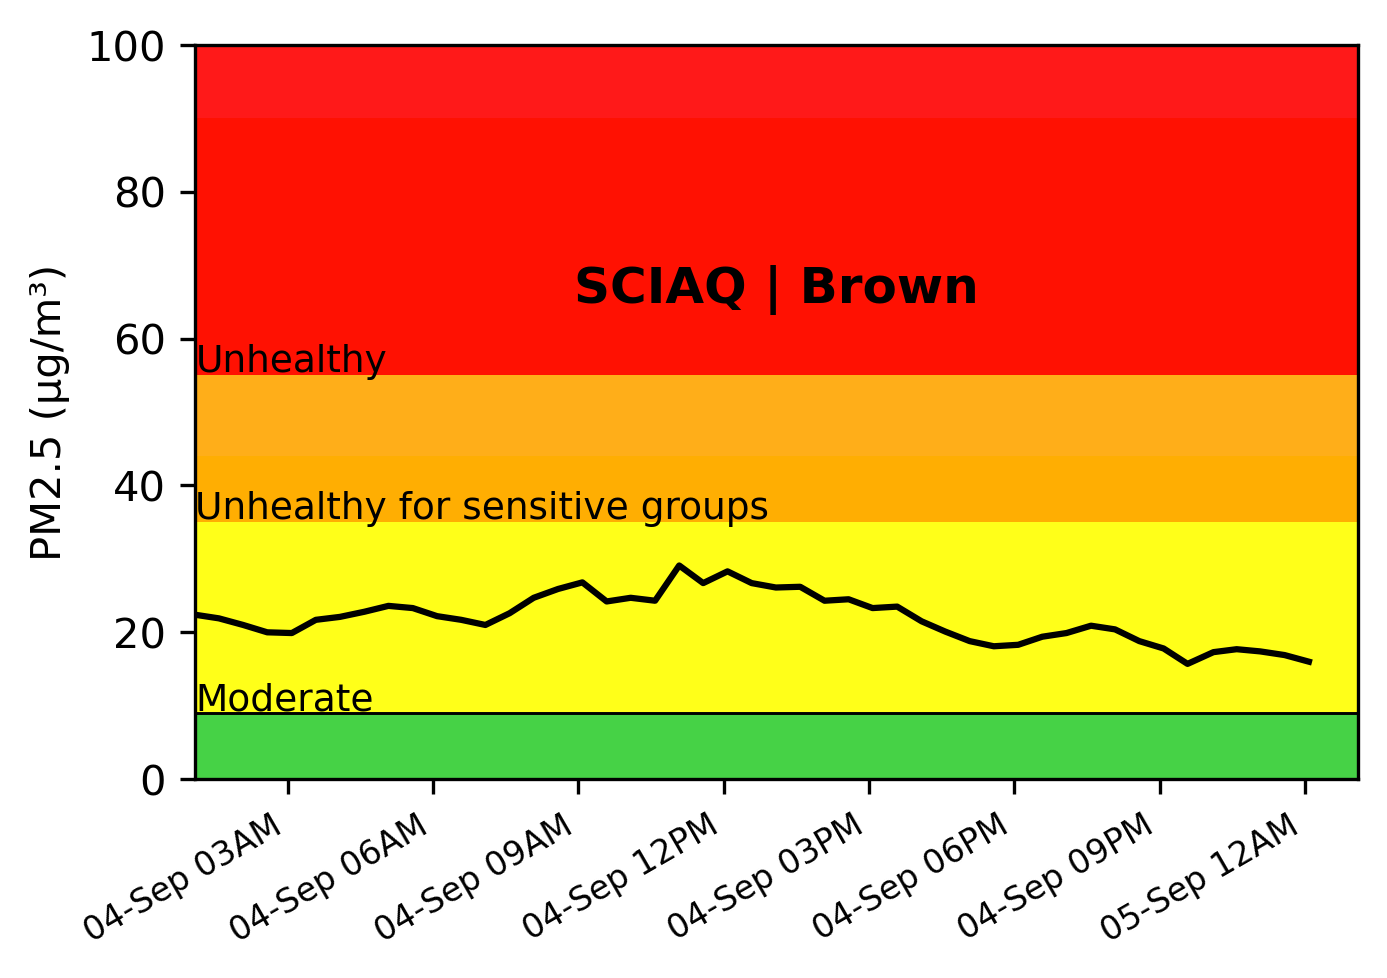 100
80
60
40
20
0
PM2.5 (µg/m³)
SCIAQ | Brown
Unhealthy
Unhealthy for sensitive groups
Moderate
04-Sep 03AM
04-Sep 06AM
04-Sep 09AM
04-Sep 12PM
04-Sep 03PM
04-Sep 06PM
04-Sep 09PM
05-Sep 12AM